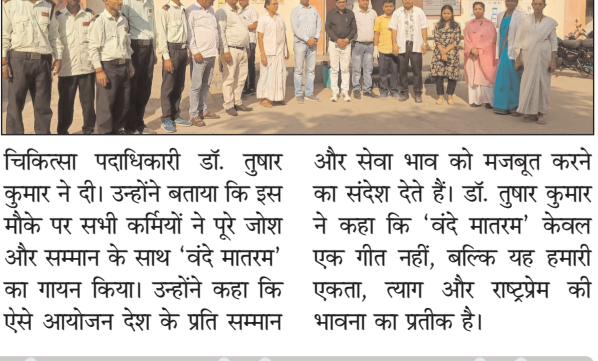 चिकित्सा पदाधिकारी डॉ. तुषार
कुमार ने दी। उन्होंने बताया कि इस
मौके पर सभी कर्मियों ने पूरे जोश
और सम्मान के साथ ‘वंदे मातरम’
का गायन किया। उन्होंने कहा कि
ऐसे आयोजन देश के प्रति सम्मान
और सेवा भाव को मजबूत करने
का संदेश देते हैं। डॉ. तुषार कुमार
ने कहा कि ‘वंदे मातरम’ केवल
एक गीत नहीं, बल्कि यह हमारी
एकता, त्याग और राष्ट्रप्रेम की
भावना का प्रतीक है।